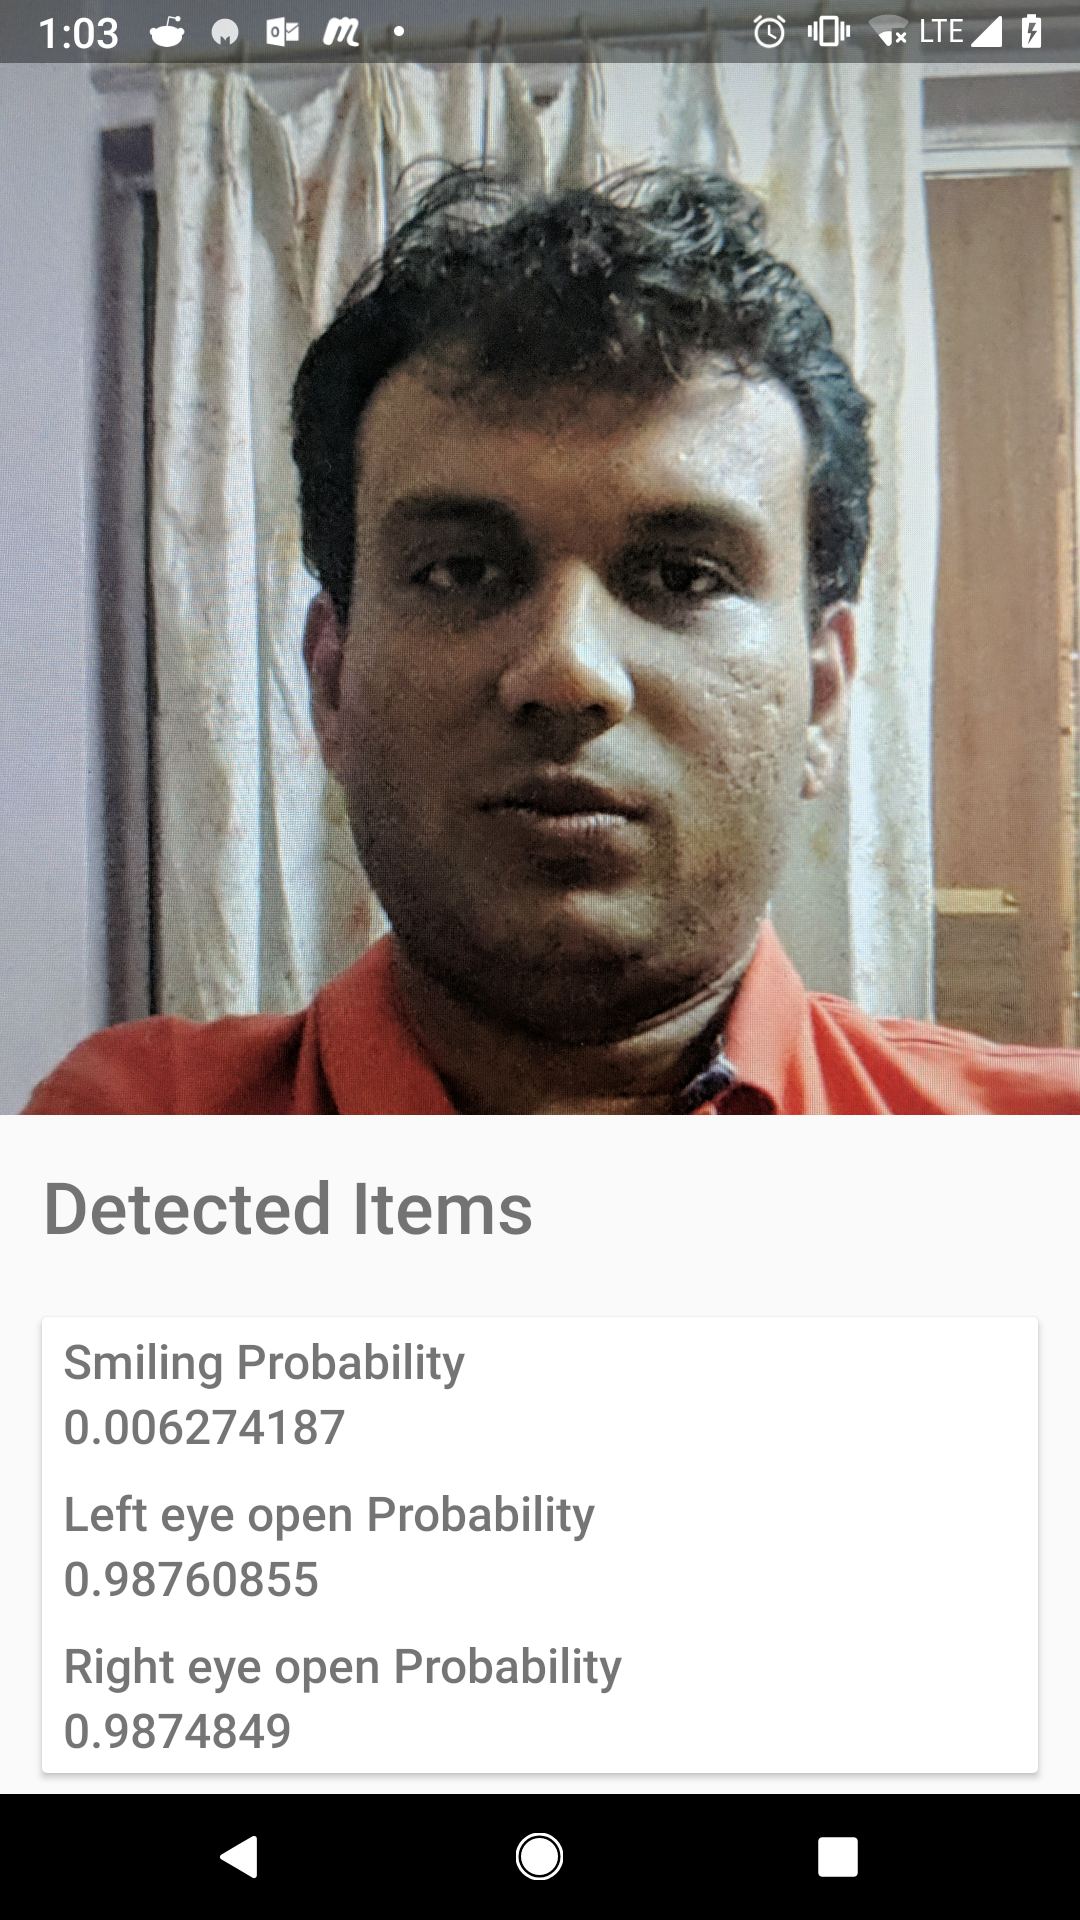 1:03 LTE
Detected Items
Smiling Probability
0.006274187
Left eye open Probability
0.98760855
Right eye open Probability
0.9874849